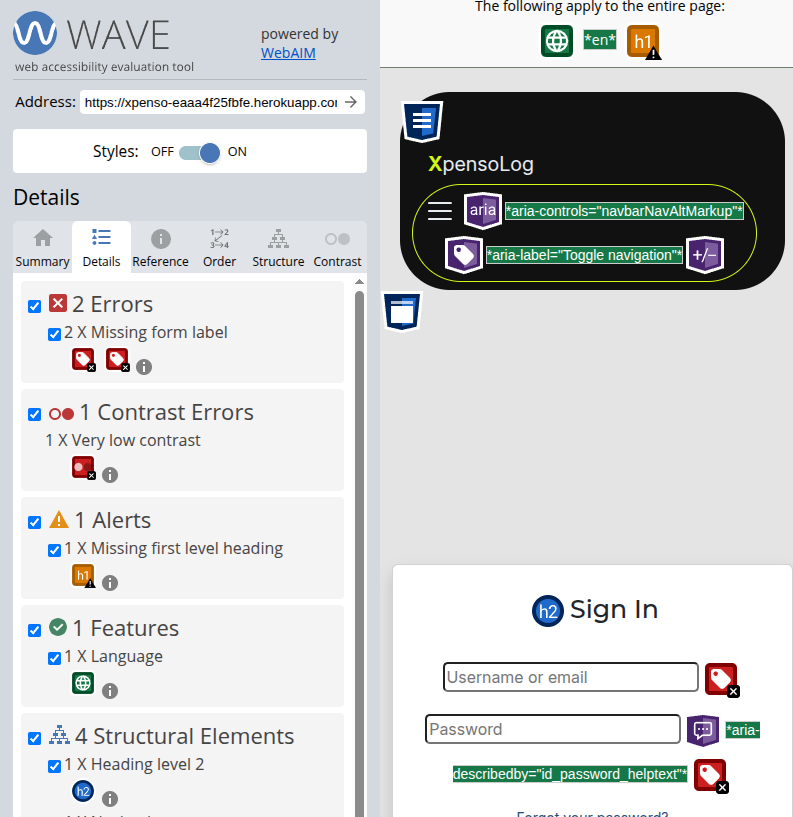 WAVE
web accessibility evaluation tool
powered by
WebAIM
Address: https://xpenso-eaaa4f25fbfe.herokuapp.co
Styles: OFF ON
Details
Summary Details Reference Order Structure Contrast
2 Errors
2 X Missing form label
1 Contrast Errors
1 X Very low contrast
1 Alerts
1 X Missing first level heading
h1
1 Features
1 X Language
4 Structural Elements
1 X Heading level 2
h2
The following apply to the entire page:
*en* h1
XpensoLog
aria *aria-controls="navbarNavAltMarkup"*
*aria-label="Toggle navigation"* +/-
h2 Sign In
Username or email
Password *aria-
describedby="id_password_helptext"*
Forgot your password?